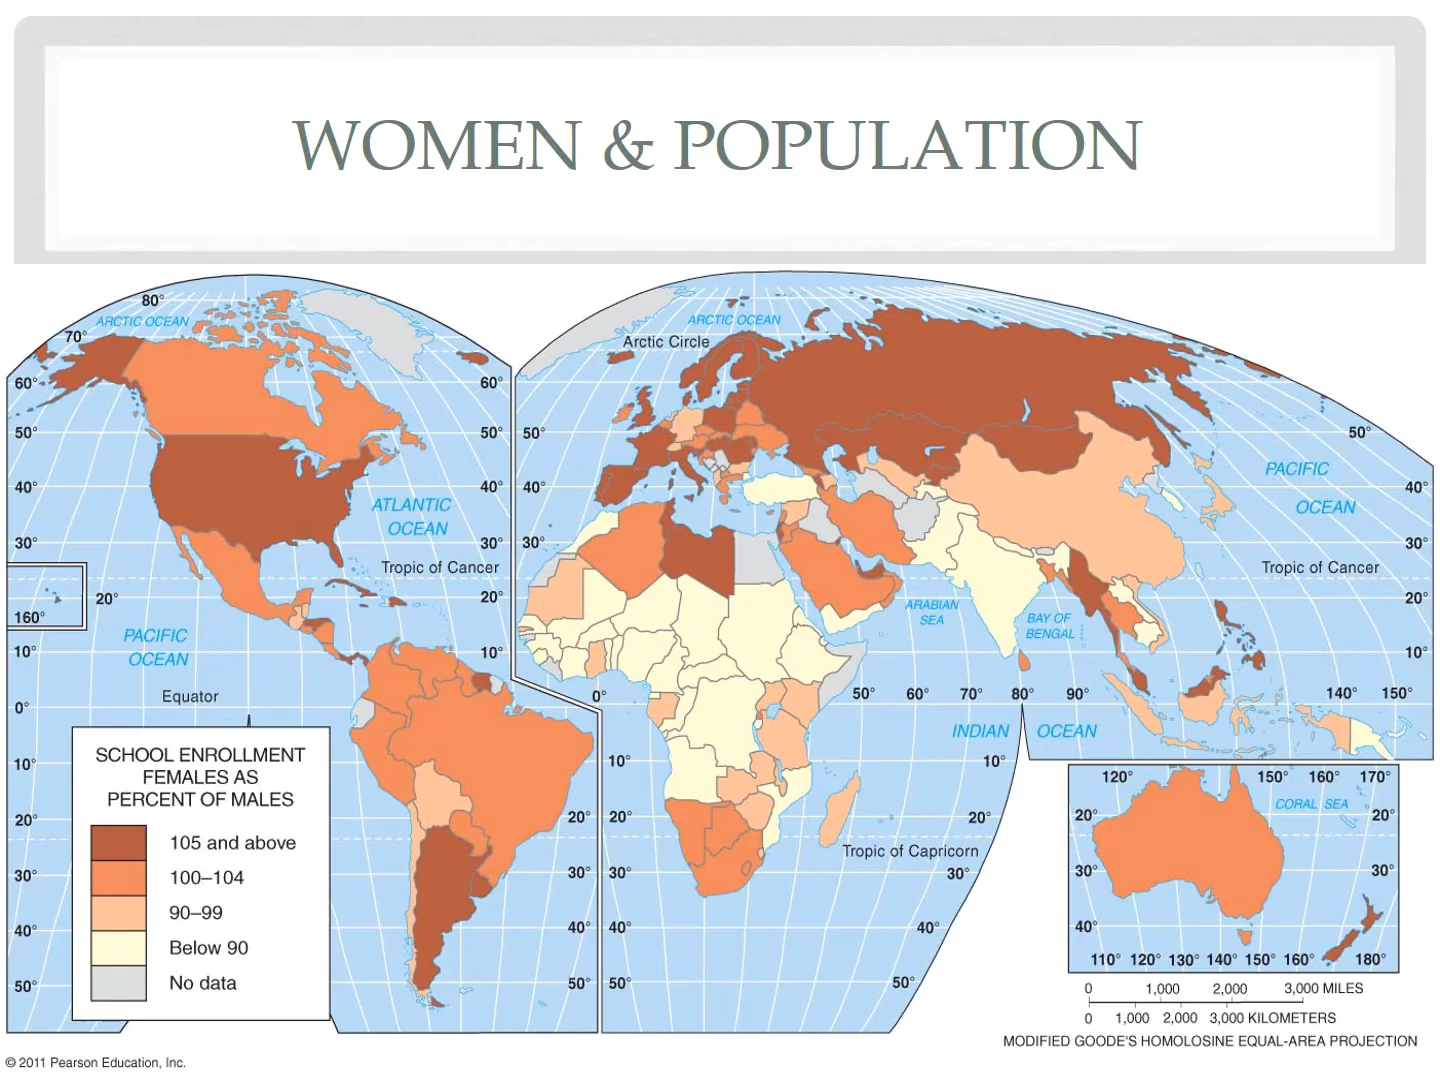 WOMEN & POPULATION
80°
ARCTIC OCEAN
70°
60°
60°
50°
50°
40°
40°
ATLANTIC
OCEAN
30°
30°
Tropic of Cancer
20°
20°
160°
PACIFIC
OCEAN
10°
10°
Equator
0°
0°
10°
10°
20°
20°
30°
30°
40°
40°
50°
50°
ARCTIC OCEAN
Arctic Circle
50°
50°
40°
40°
PACIFIC
OCEAN
30°
30°
Tropic of Cancer
20°
ARABIAN
SEA
BAY OF
BENGAL
10°
50°
60°
70°
80°
90°
140°
150°
INDIAN
OCEAN
10°
10°
20°
20°
Tropic of Capricorn
30°
30°
40°
40°
50°
50°
SCHOOL ENROLLMENT
FEMALES AS
PERCENT OF MALES
105 and above
100–104
90–99
Below 90
No data
120°
150°
160°
170°
CORAL SEA
20°
20°
30°
30°
40°
110°
120°
130°
140°
150°
160°
180°
0 1,000 2,000 3,000 MILES
0 1,000 2,000 3,000 KILOMETERS
MODIFIED GOODE'S HOMOLOSINE EQUAL-AREA PROJECTION
© 2011 Pearson Education, Inc.